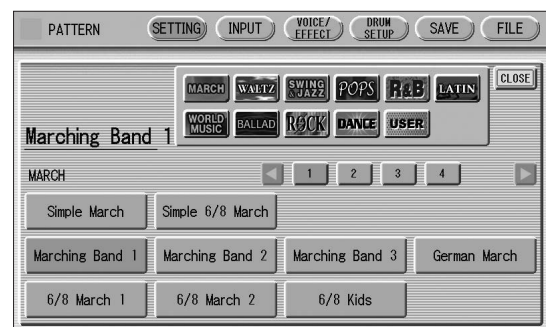 PATTERN SETTING INPUT VOICE/ EFFECT DRUM SETUP SAVE FILE
MARCH WALTZ SWING & JAZZ POPS R&B LATIN CLOSE
WORLD MUSIC BALLAD ROCK DANCE USER
Marching Band 1
MARCH 1 2 3 4
Simple March Simple 6/8 March
Marching Band 1 Marching Band 2 Marching Band 3 German March
6/8 March 1 6/8 March 2 6/8 Kids